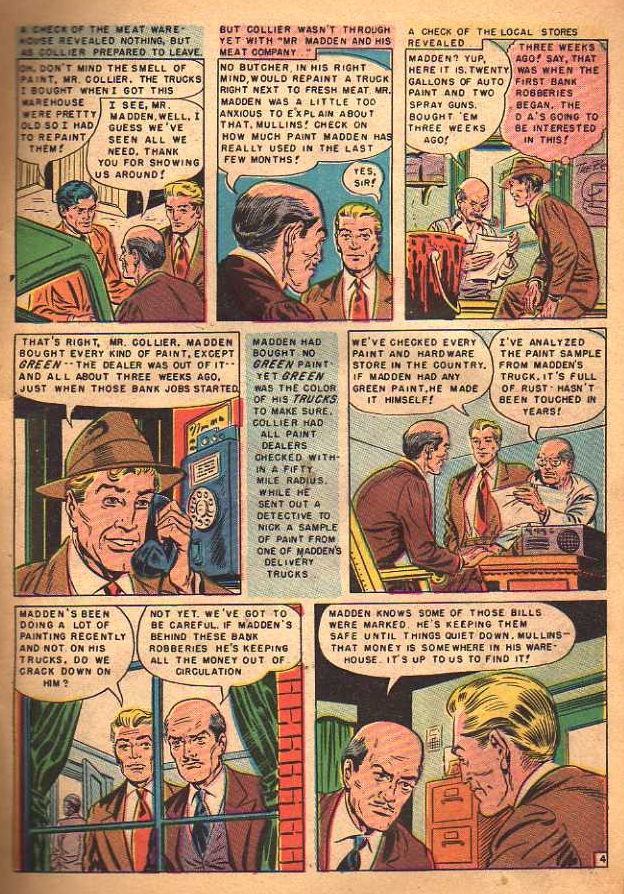 A CHECK OF THE MEAT WARE-
HOUSE REVEALED NOTHING, BUT
AS COLLIER PREPARED TO LEAVE.
OH, DON'T MIND THE SMELL OF
PAINT, MR. COLLIER. THE TRUCKS
I BOUGHT WHEN I GOT THIS
WAREHOUSE
WERE PRETTY
OLD SO I HAD
TO REPAINT
THEM!
I SEE, MR.
MADDEN, WELL, I
GUESS WE'VE
SEEN ALL WE
NEED. THANK
YOU FOR SHOWING
US AROUND!
BUT COLLIER WASN'T THROUGH
YET WITH "MR MADDEN AND HIS
MEAT COMPANY..."
NO BUTCHER, IN HIS RIGHT
MIND, WOULD REPAINT A TRUCK
RIGHT NEXT TO FRESH MEAT. MR.
MADDEN WAS A LITTLE TOO
ANXIOUS TO EXPLAIN ABOUT
THAT, MULLINS! CHECK ON
HOW MUCH PAINT MADDEN HAS
REALLY USED IN THE LAST
FEW MONTHS!
YES,
SIR!
A CHECK OF THE LOCAL STORES
REVEALED
MADDEN? YUP,
HERE IT IS. TWENTY
GALLONS OF AUTO
PAINT AND TWO
SPRAY GUNS.
BOUGHT 'EM
THREE WEEKS
AGO!
THREE WEEKS
AGO! SAY, THAT
WAS WHEN THE
FIRST BANK
ROBBERIES
BEGAN. THE
D A'S GOING TO
BE INTERESTED
IN THIS!
THAT'S RIGHT, MR. COLLIER. MADDEN
BOUGHT EVERY KIND OF PAINT, EXCEPT
GREEN--THE DEALER WAS OUT OF IT--
AND ALL ABOUT THREE WEEKS AGO,
JUST WHEN THOSE BANK JOBS STARTED
MADDEN HAD
BOUGHT NO
GREEN PAINT-
YET GREEN
WAS THE COLOR
OF HIS TRUCKS.
TO MAKE SURE,
COLLIER HAD
ALL PAINT
DEALERS
CHECKED WITH-
IN A FIFTY
MILE RADIUS.
WHILE HE
SENT OUT A
DETECTIVE TO
NICK A SAMPLE
OF PAINT FROM
ONE OF MADDEN'S
DELIVERY
TRUCKS
WE'VE CHECKED EVERY
PAINT AND HARDWARE
STORE IN THE COUNTRY.
IF MADDEN HAD ANY
GREEN PAINT, HE MADE
IT HIMSELF!
I'VE ANALYZED
THE PAINT SAMPLE
FROM MADDEN'S
TRUCK. IT'S FULL
OF RUST- HASN'T
BEEN TOUCHED IN
YEARS!
MADDEN'S BEEN
DOING A LOT OF
PAINTING RECENTLY
AND NOT ON HIS
TRUCKS. DO WE
CRACK DOWN ON
HIM?
NOT YET. WE'VE GOT TO
BE CAREFUL. IF MADDEN'S
BEHIND THESE BANK
ROBBERIES HE'S KEEPING
ALL THE MONEY OUT OF
CIRCULATION
MADDEN KNOWS SOME OF THOSE BILLS
WERE MARKED. HE'S KEEPING THEM
SAFE UNTIL THINGS QUIET DOWN. MULLINS—
THAT MONEY IS SOMEWHERE IN HIS WARE-
HOUSE. IT'S UP TO US TO FIND IT!
4